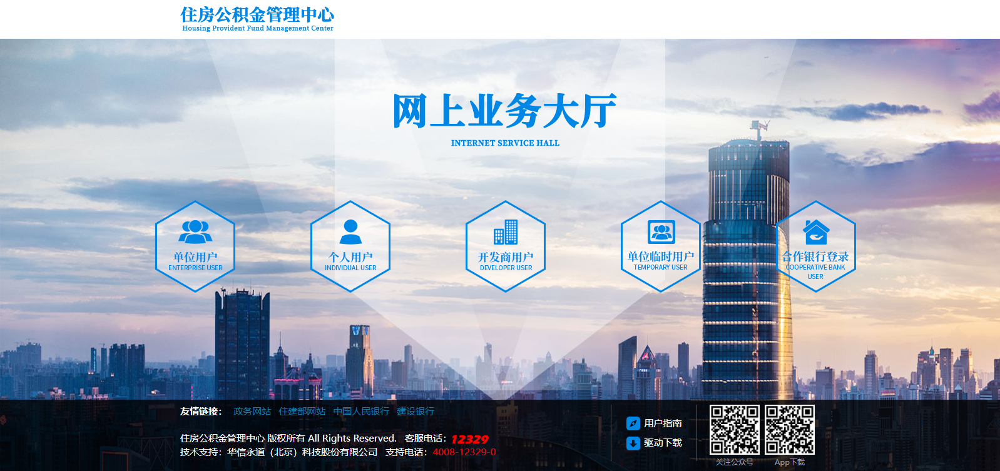 住房公积金管理中心
Housing Provident Fund Management Center
网上业务大厅
INTERNET SERVICE HALL
单位用户
ENTERPRISE USER
个人用户
INDIVIDUAL USER
开发商用户
DEVELOPER USER
单位临时用户
TEMPORARY USER
合作银行登录
COOPERATIVE BANK
USER
友情链接： 政务网站 住建部网站 中国人民银行 建设银行
住房公积金管理中心 版权所有 All Rights Reserved. 客服电话：12329
技术支持：华信永道（北京）科技股份有限公司 支持电话：4008-12329-0
用户指南
驱动下载
关注公众号
App下载